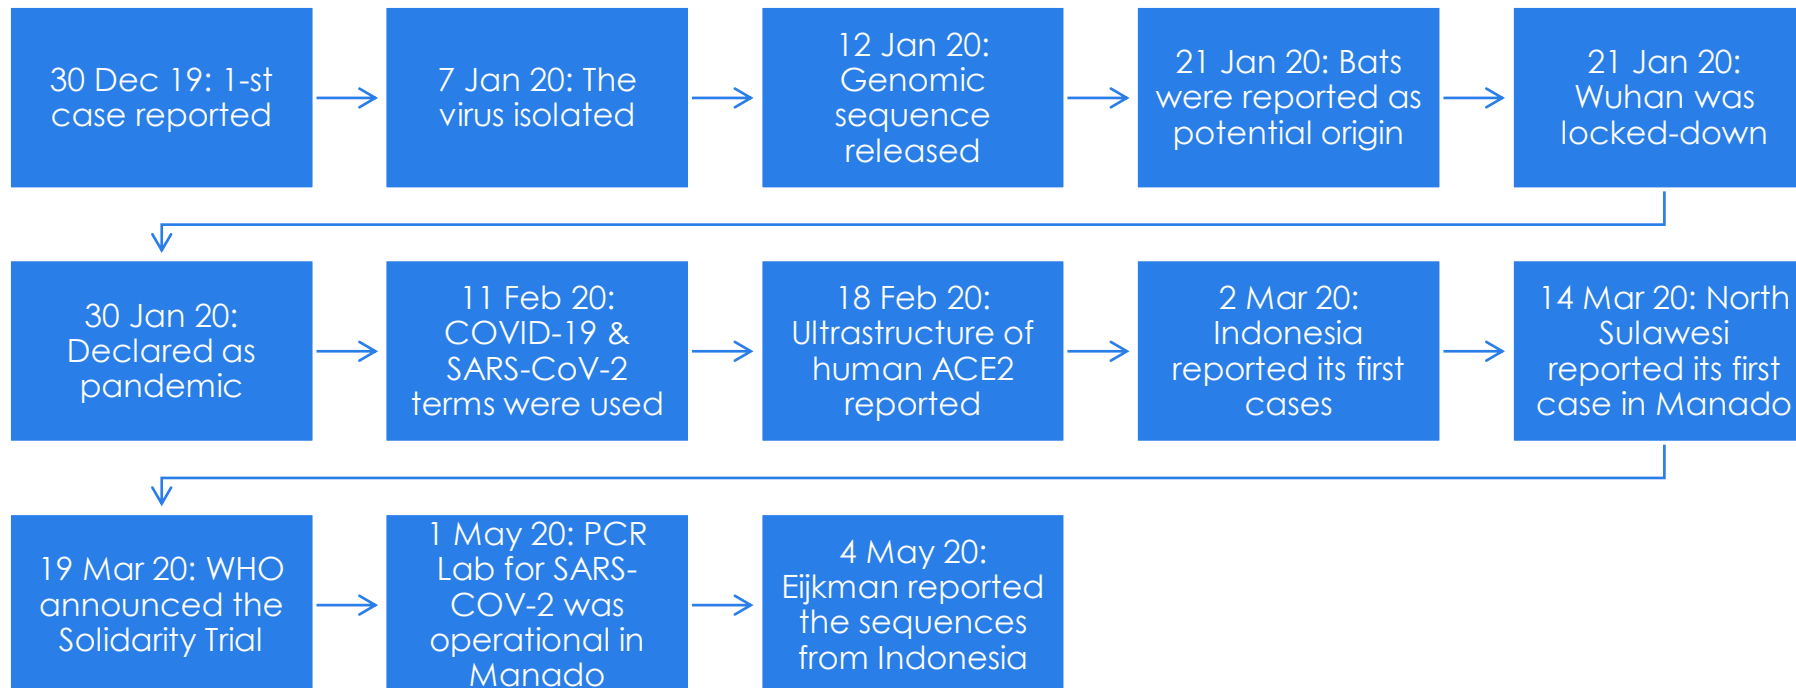 30 Dec 19: 1-st
case reported
7 Jan 20: The
virus isolated
12 Jan 20:
Genomic
sequence
released
21 Jan 20: Bats
were reported as
potential origin
21 Jan 20:
Wuhan was
locked-down
30 Jan 20:
Declared as
pandemic
11 Feb 20:
COVID-19 &
SARS-CoV-2
terms were used
18 Feb 20:
Ultrastructure of
human ACE2
reported
2 Mar 20:
Indonesia
reported its first
cases
14 Mar 20: North
Sulawesi
reported its first
case in Manado
19 Mar 20: WHO
announced the
Solidarity Trial
1 May 20: PCR
Lab for SARS-
COV-2 was
operational in
Manado
4 May 20:
Eijkman reported
the sequences
from Indonesia